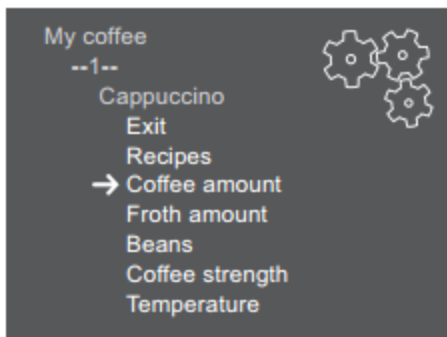 My coffee
--1--
Cappuccino
Exit
Recipes
Coffee amount
Froth amount
Beans
Coffee strength
Temperature